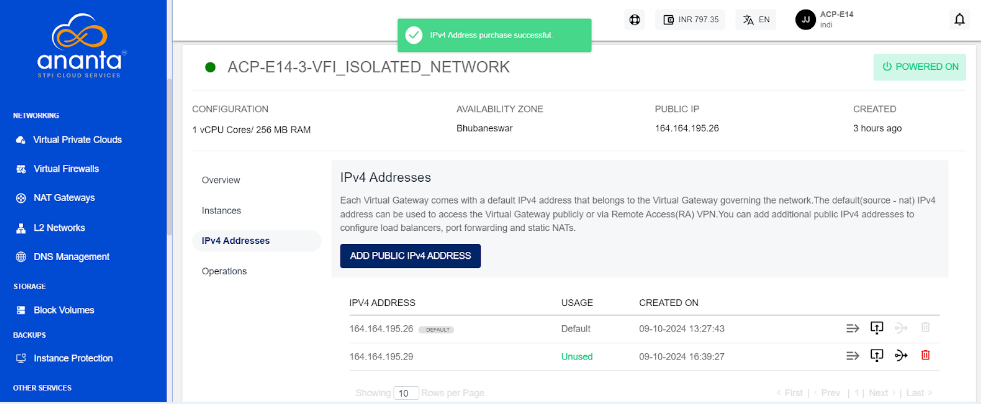 INR 797.35
EN
JJ
ACP-E14
indi
IPv4 Address purchase successful.
ananta
STPI CLOUD SERVICES
ACP-E14-3-VFI_ISOLATED_NETWORK
POWERED ON
CONFIGURATION
AVAILABILITY ZONE
PUBLIC IP
CREATED
1 vCPU Cores/ 256 MB RAM
Bhubaneswar
164.164.195.26
3 hours ago
NETWORKING
Virtual Private Clouds
Virtual Firewalls
NAT Gateways
L2 Networks
DNS Management
STORAGE
Block Volumes
BACKUPS
Instance Protection
OTHER SERVICES
Overview
Instances
IPv4 Addresses
Operations
IPv4 Addresses
Each Virtual Gateway comes with a default IPv4 address that belongs to the Virtual Gateway governing the network.The default(source - nat) IPv4
address can be used to access the Virtual Gateway publicly or via Remote Access(RA) VPN.You can add additional public IPv4 addresses to
configure load balancers, port forwarding and static NATs.
ADD PUBLIC IPv4 ADDRESS
IPV4 ADDRESS USAGE CREATED ON
164.164.195.26 DEFAULT Default 09-10-2024 13:27:43
164.164.195.29 Unused 09-10-2024 16:39:27
Showing 10 Rows per Page
< First | < Prev | 1 | Next > | Last >